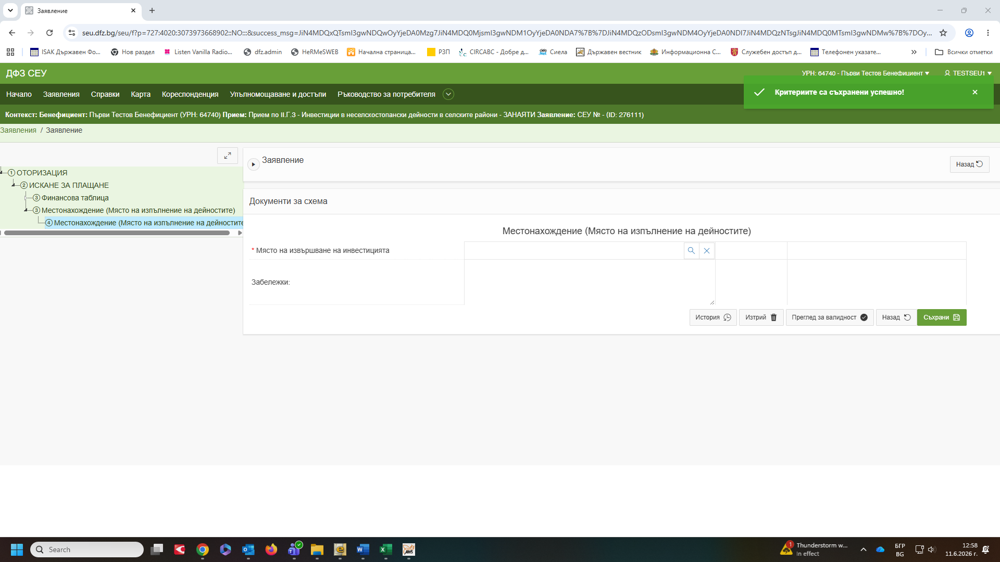 Заявление
seu.dfz.bg/seu/f?p=727:4020:3073973668902::NO:::&success_msg=JiN4MDQxQTsmI3gwNDQwOyYjeDA0Mzg7JiN4MDQ0MjsmI3gwNDM1OyYjeDA0NDA7%7B%7DJiN4MDQzODsmI3gwNDM4OyYjeDA0NDI7JiN4MDQzNTsgJiN4MDQ0MTsmI3gwNDMw%7B%7DOy...
ISAK Държавен Фо... Нов раздел Listen Vanilla Radio... dfz.admin HeRMeSWEB Начална страница... РЗП CIRCABC - Добре д... Сиела Държавен вестник Информационна С... Служебен достъп д... Телефонен указате... » Всички отметки
ДФЗ СЕУ УРН: 64740 - Първи Тестов Бенефициент TESTSEU1
Начало Заявления Справки Карта Кореспонденция Упълномощаване и достъпи Ръководство за потребителя
Критериите са съхранени успешно!
Контекст: Бенефициент: Първи Тестов Бенефициент (УРН: 64740) Прием: Прием по II.Г.3 - Инвестиции в неселскостопански дейности в селските райони - ЗАНАЯТИ Заявление: СЕУ № - (ID: 276111)
Заявления / Заявление
1 ОТОРИЗАЦИЯ
2 ИСКАНЕ ЗА ПЛАЩАНЕ
3 Финансова таблица
3 Местонахождение (Място на изпълнение на дейностите)
4 Местонахождение (Място на изпълнение на дейностите
Заявление
Назад
Документи за схема
Местонахождение (Място на изпълнение на дейностите)
* Място на извършване на инвестицията
Забележки:
История Изтрий Преглед за валидност Назад Съхрани
Search
1 Thunderstorm w...
In effect
БГР
BG
12:58
11.6.2026 г.